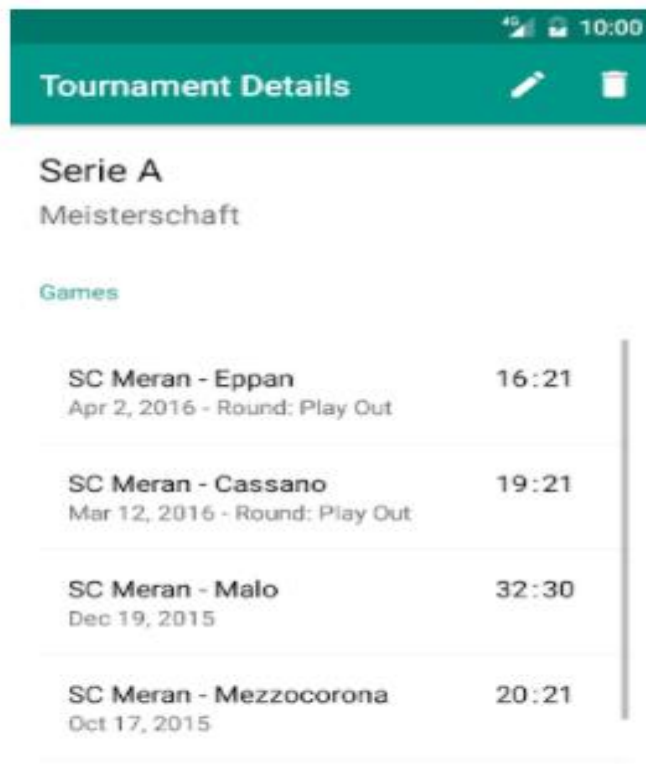 4G 10:00
Tournament Details
Serie A
Meisterschaft
Games
SC Meran - Eppan 16:21
Apr 2, 2016 - Round: Play Out
SC Meran - Cassano 19:21
Mar 12, 2016 - Round: Play Out
SC Meran - Malo 32:30
Dec 19, 2015
SC Meran - Mezzocorona 20:21
Oct 17, 2015